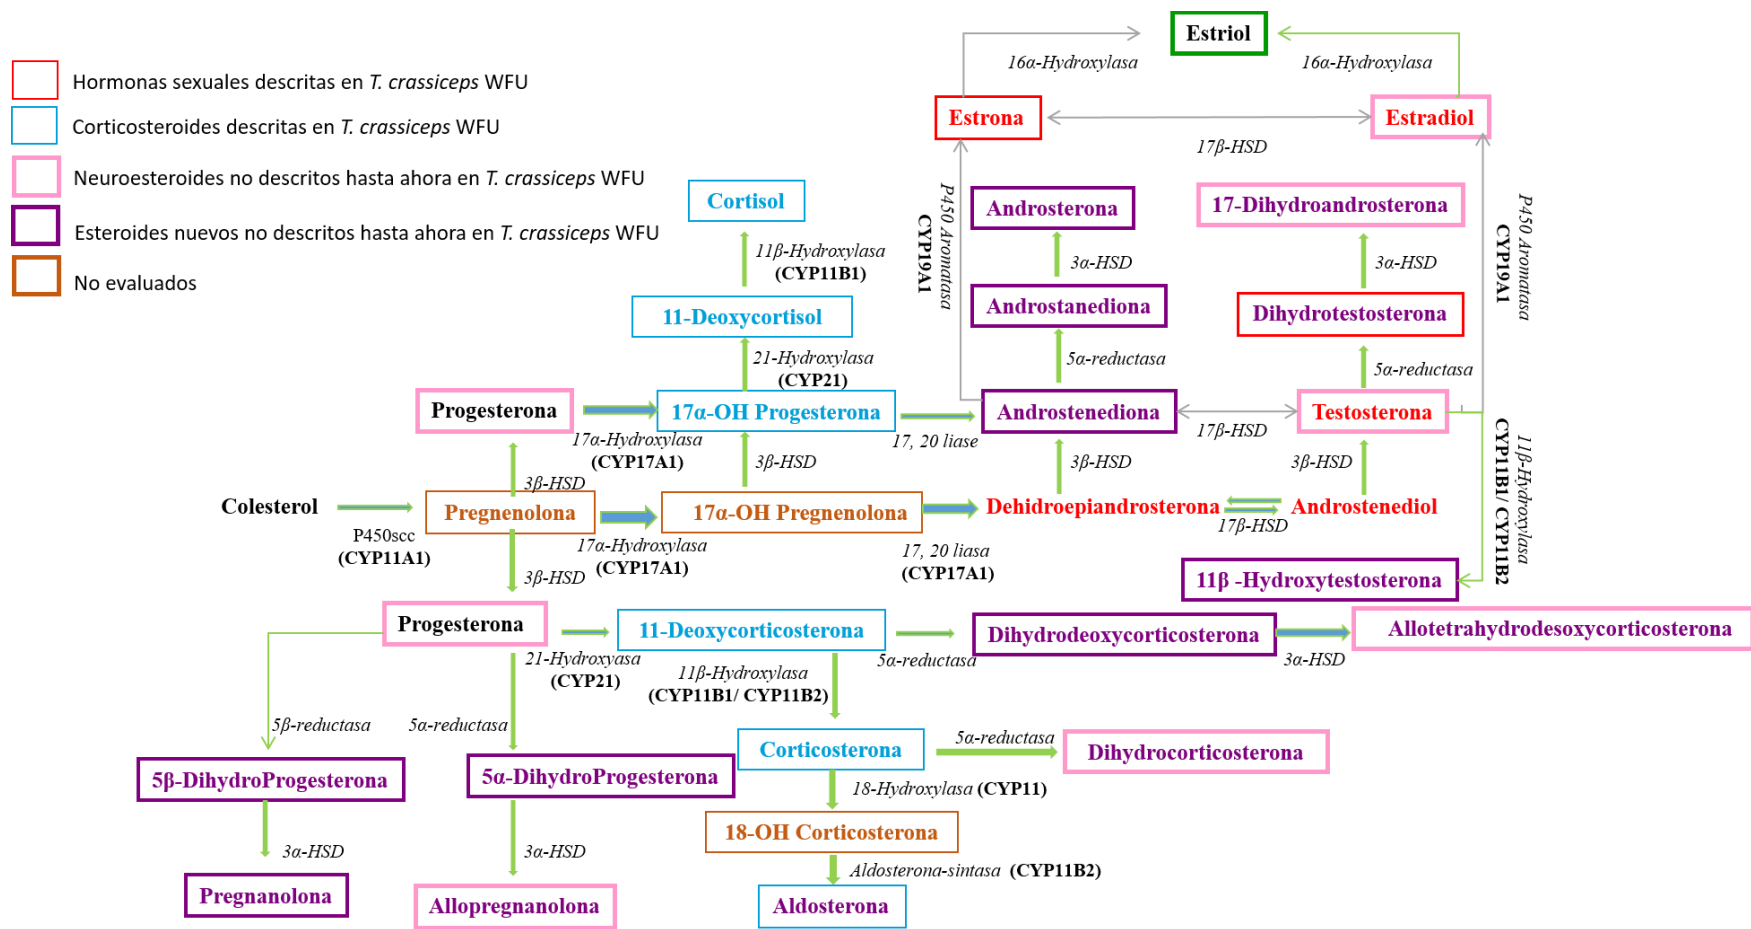 Estriol
16α-Hydroxylasa
16α-Hydroxylasa
Hormonas sexuales descritas en T. crassiceps WFU
Corticosteroides descritas en T. crassiceps WFU
Neuroesteroides no descritos hasta ahora en T. crassiceps WFU
Esteroides nuevos no descritos hasta ahora en T. crassiceps WFU
No evaluados
Estrona
Estradiol
17β-HSD
P450 Aromatasa
CYP19A1
P450 Aromatasa
CYP19A1
Cortisol
Androsterona
17-Dihydroandrosterona
11β-Hydroxylasa
(CYP11B1)
3α-HSD
3α-HSD
11-Deoxycortisol
Androstanediona
Dihydrotestosterona
21-Hydroxylasa
(CYP21)
5α-reductasa
5α-reductasa
Progesterona
17α-OH Progesterona
Androstenediona
Testosterona
17α-Hydroxylasa
(CYP17A1)
17, 20 liase
17β-HSD
3β-HSD
3β-HSD
3β-HSD
3β-HSD
11β-Hydroxylasa
CYP11B1/ CYP11B2
Colesterol
Pregnenolona
17α-OH Pregnenolona
Dehidroepiandrosterona
Androstenediol
P450scc
(CYP11A1)
17α-Hydroxylasa
(CYP17A1)
17, 20 liasa
(CYP17A1)
17β-HSD
3β-HSD
11β -Hydroxytestosterona
Progesterona
11-Deoxycorticosterona
Dihydrodeoxycorticosterona
Allotetrahydrodesoxycorticosterona
21-Hydroxyasa
(CYP21)
11β-Hydroxylasa
(CYP11B1/ CYP11B2)
5α-reductasa
3α-HSD
5β-reductasa
5α-reductasa
Corticosterona
5α-reductasa
Dihydrocorticosterona
5β-DihydroProgesterona
5α-DihydroProgesterona
18-Hydroxylasa (CYP11)
18-OH Corticosterona
3α-HSD
3α-HSD
Aldosterona-sintasa (CYP11B2)
Pregnanolona
Allopregnanolona
Aldosterona